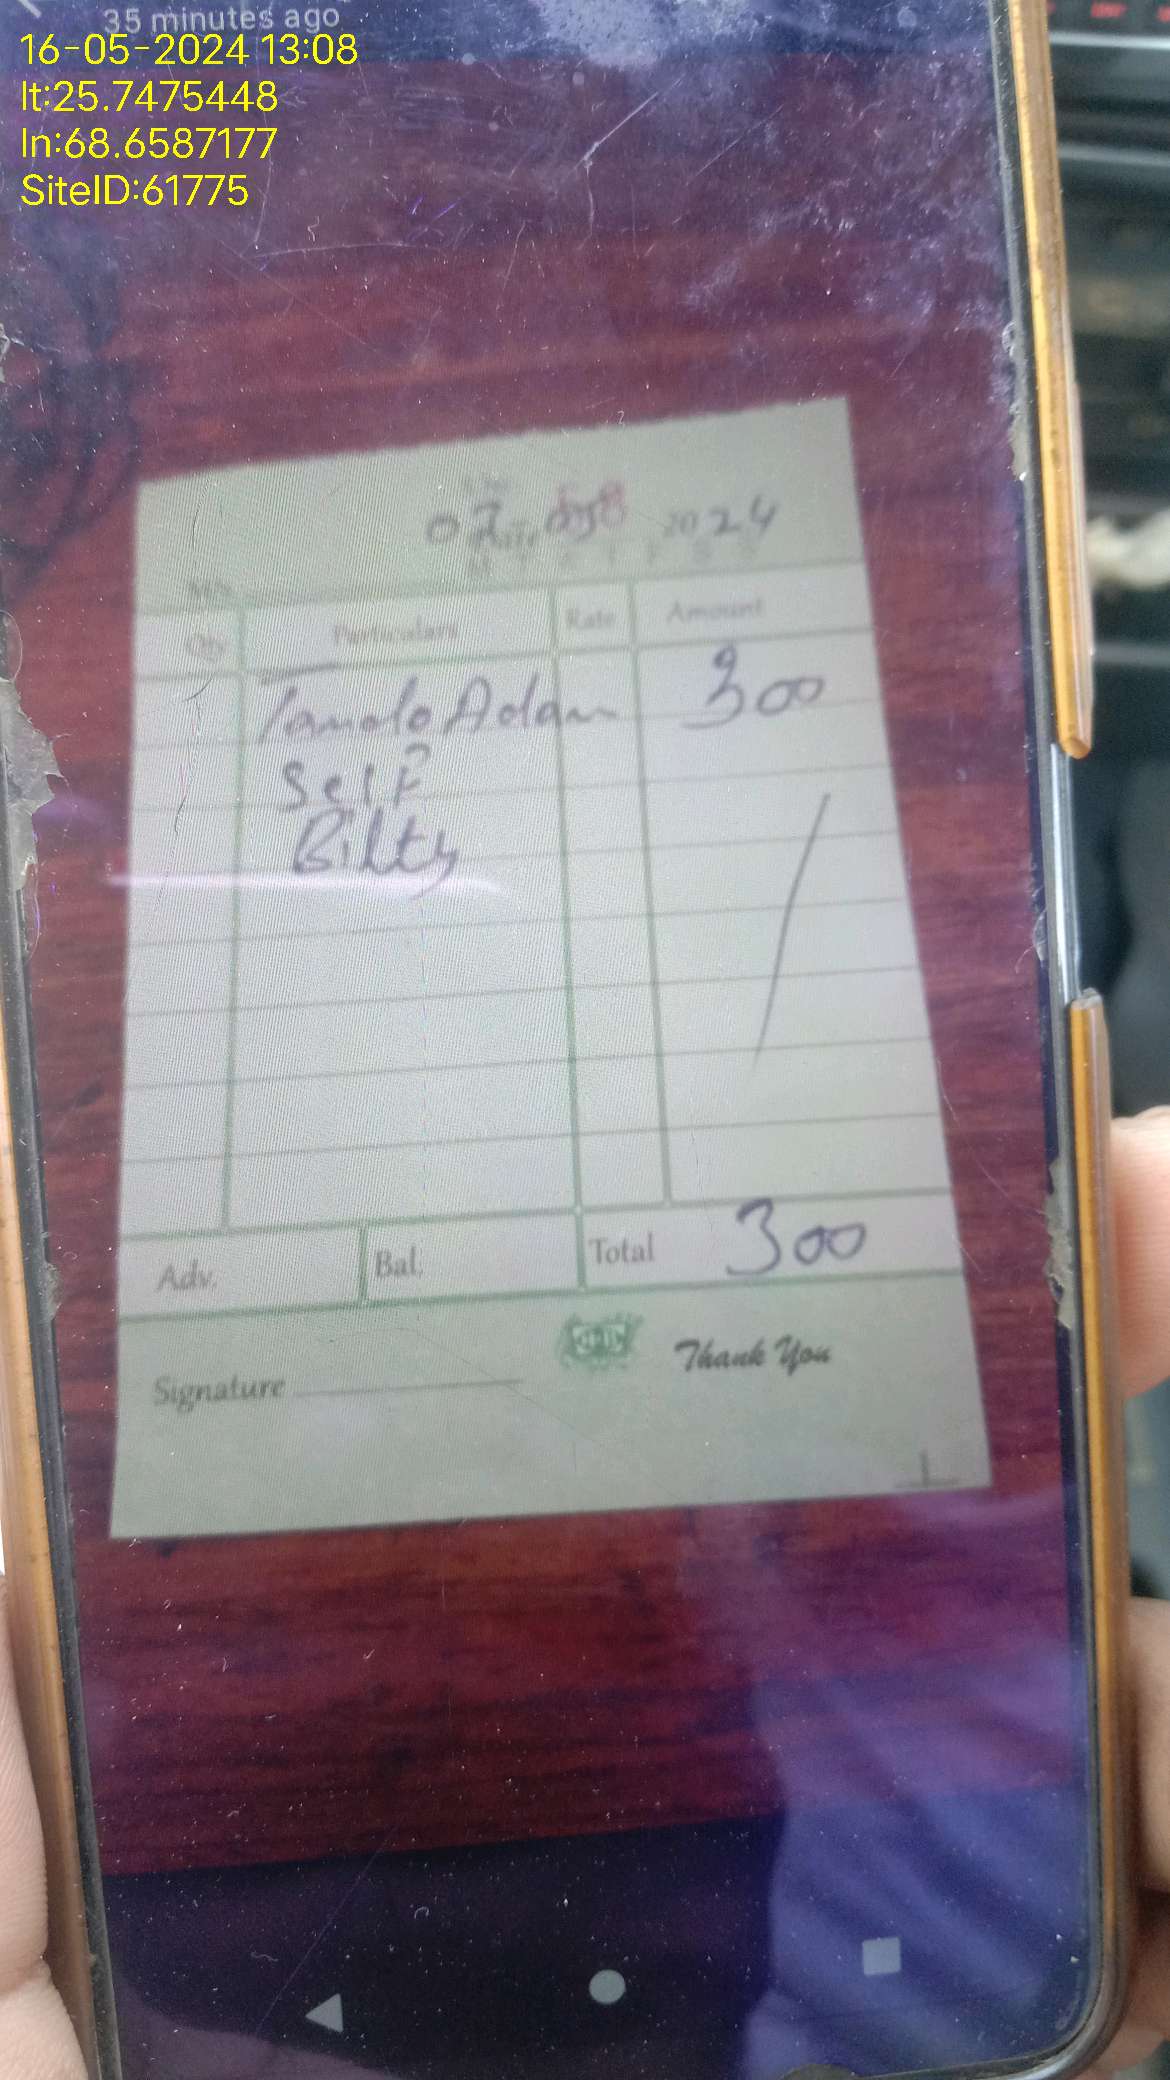 35 minutes ago
16-05-2024 13:08
lt:25.7475448
ln:68.6587177
SiteID:61775
2024
M/s
Qty Particulars Rate Amount
Tando Adam 300
Self
Bilty
Adv. Bal. Total 300
Signature Thank You